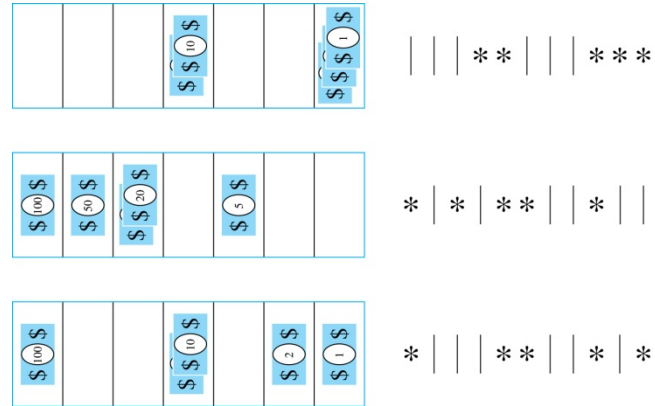 $ 10 $ $ $ 1 $ $ $ | | | * * | | | * * *
$ 100 $ $ 50 $ $ 20 $ $ $ 5 $ * | * | * * | | * | |
$ 100 $ $ 10 $ $ $ 2 $ $ 1 $ * | | | * * | | * | *